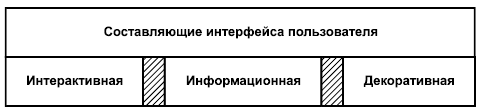 Составляющие интерфейса пользователя
Интерактивная Информационная Декоративная